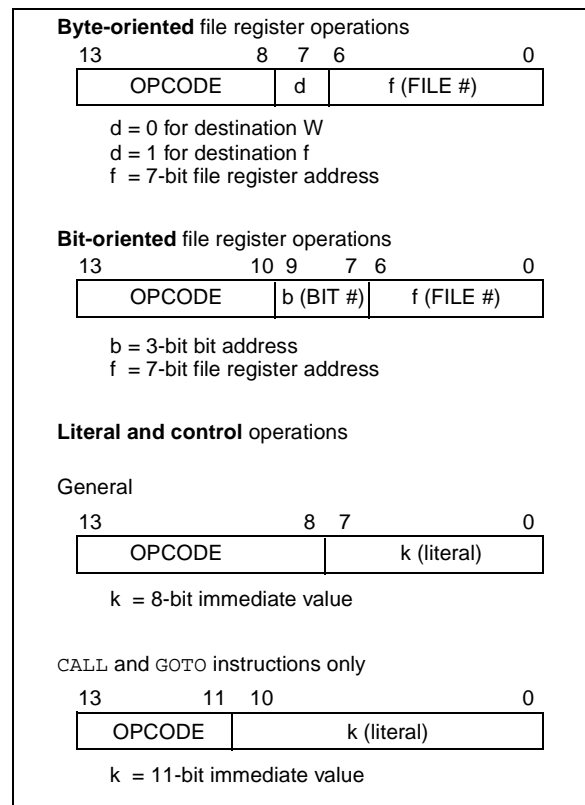 Byte-oriented file register operations
13 8 7 6 0
OPCODE d f (FILE #)
d = 0 for destination W
d = 1 for destination f
f = 7-bit file register address
Bit-oriented file register operations
13 10 9 7 6 0
OPCODE b (BIT #) f (FILE #)
b = 3-bit bit address
f = 7-bit file register address
Literal and control operations
General
13 8 7 0
OPCODE k (literal)
k = 8-bit immediate value
CALL and GOTO instructions only
13 11 10 0
OPCODE k (literal)
k = 11-bit immediate value